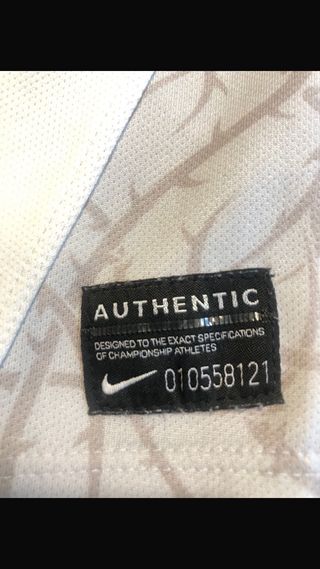 AUTHENTIC
DESIGNED TO THE EXACT SPECIFICATIONS
OF CHAMPIONSHIP ATHLETES
010558121